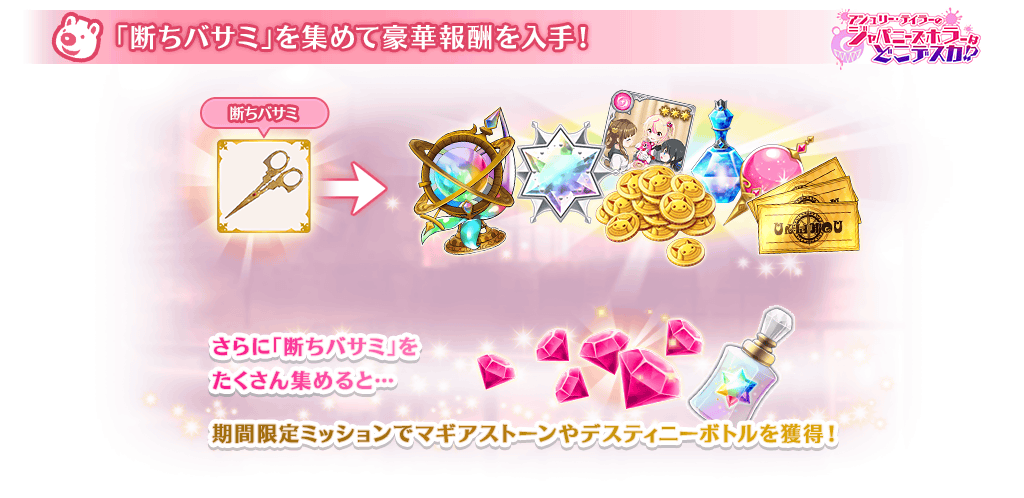 「断ちバサミ」を集めて豪華報酬を入手!
アシュリー・テイラーの
ジャパニーズホラーは
どこデスカ!?
断ちバサミ
さらに「断ちバサミ」を
たくさん集めると…
期間限定ミッションでマギアストーンやデスティニーボトルを獲得!